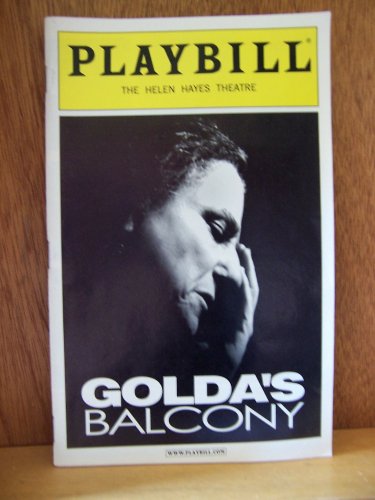 PLAYBILL®
THE HELEN HAYES THEATRE
GOLDA'S
BALCONY
WWW.PLAYBILL.COM